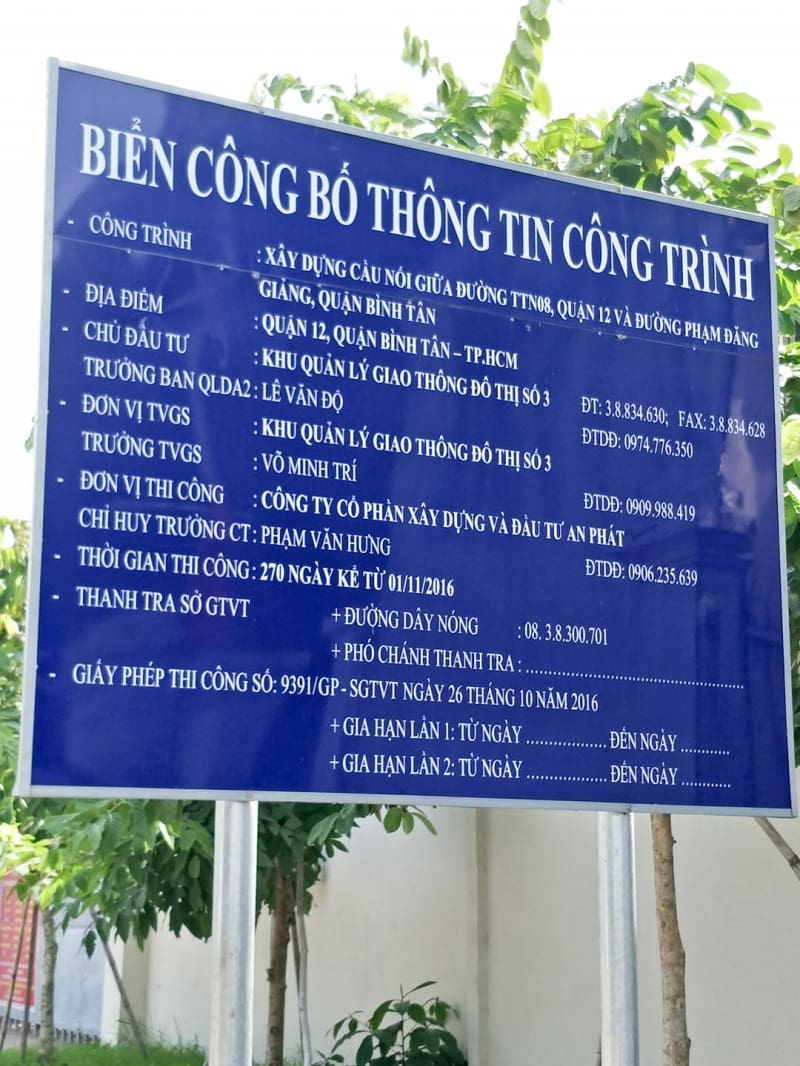 BIỂN CÔNG BỐ THÔNG TIN CÔNG TRÌNH
- CÔNG TRÌNH : XÂY DỰNG CẦU NỐI GIỮA ĐƯỜNG TTN08, QUẬN 12 VÀ ĐƯỜNG PHẠM ĐĂNG
GIẢNG, QUẬN BÌNH TÂN
- ĐỊA ĐIỂM : QUẬN 12, QUẬN BÌNH TÂN – TP.HCM
- CHỦ ĐẦU TƯ : KHU QUẢN LÝ GIAO THÔNG ĐÔ THỊ SỐ 3 ĐT: 3.8.834.630; FAX: 3.8.834.628
TRƯỞNG BAN QLDA2 : LÊ VĂN ĐỘ ĐTDĐ: 0974.776.350
- ĐƠN VỊ TVGS : KHU QUẢN LÝ GIAO THÔNG ĐÔ THỊ SỐ 3
TRƯỞNG TVGS : VÕ MINH TRÍ ĐTDĐ: 0909.988.419
- ĐƠN VỊ THI CÔNG : CÔNG TY CỔ PHẦN XÂY DỰNG VÀ ĐẦU TƯ AN PHÁT
CHỈ HUY TRƯỞNG CT : PHẠM VĂN HƯNG ĐTDĐ: 0906.235.639
- THỜI GIAN THI CÔNG : 270 NGÀY KỂ TỪ 01/11/2016
- THANH TRA SỞ GTVT + ĐƯỜNG DÂY NÓNG : 08. 3.8.300.701
+ PHÓ CHÁNH THANH TRA : ..................................................
- GIẤY PHÉP THI CÔNG SỐ: 9391/GP - SGTVT NGÀY 26 THÁNG 10 NĂM 2016
+ GIA HẠN LẦN 1: TỪ NGÀY .................. ĐẾN NGÀY ...........
+ GIA HẠN LẦN 2: TỪ NGÀY .................. ĐẾN NGÀY ...........